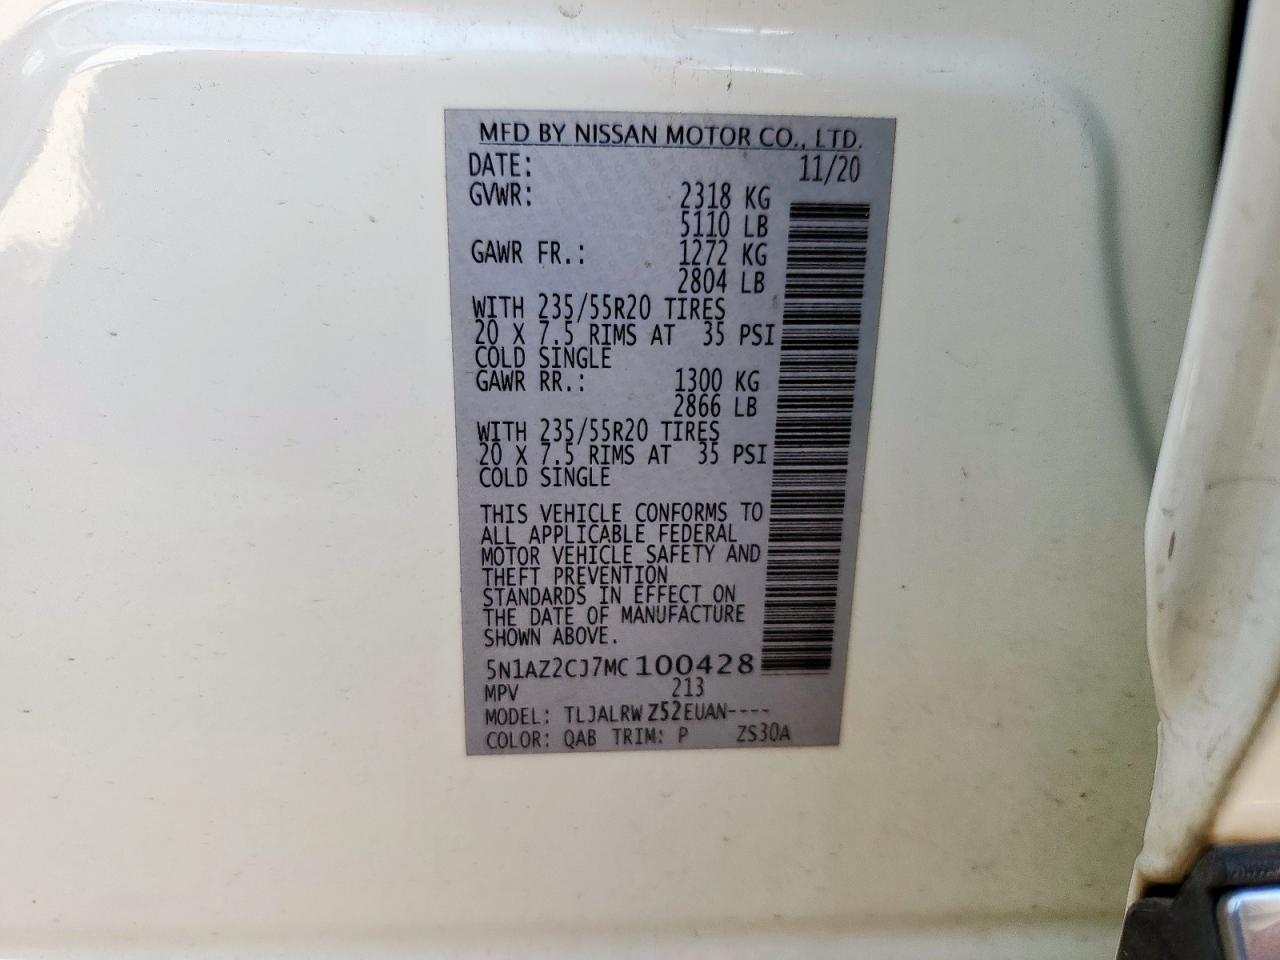 MFD BY NISSAN MOTOR CO., LTD.
DATE: 11/20
GVWR: 2318 KG
5110 LB
GAWR FR.: 1272 KG
2804 LB
WITH 235/55R20 TIRES
20 X 7.5 RIMS AT 35 PSI
COLD SINGLE
GAWR RR.: 1300 KG
2866 LB
WITH 235/55R20 TIRES
20 X 7.5 RIMS AT 35 PSI
COLD SINGLE
THIS VEHICLE CONFORMS TO
ALL APPLICABLE FEDERAL
MOTOR VEHICLE SAFETY AND
THEFT PREVENTION
STANDARDS IN EFFECT ON
THE DATE OF MANUFACTURE
SHOWN ABOVE.
5N1AZ2CJ7MC100428
MPV 213
MODEL: TLJALRWZ52EUAN----
COLOR: QAB TRIM: P ZS30A